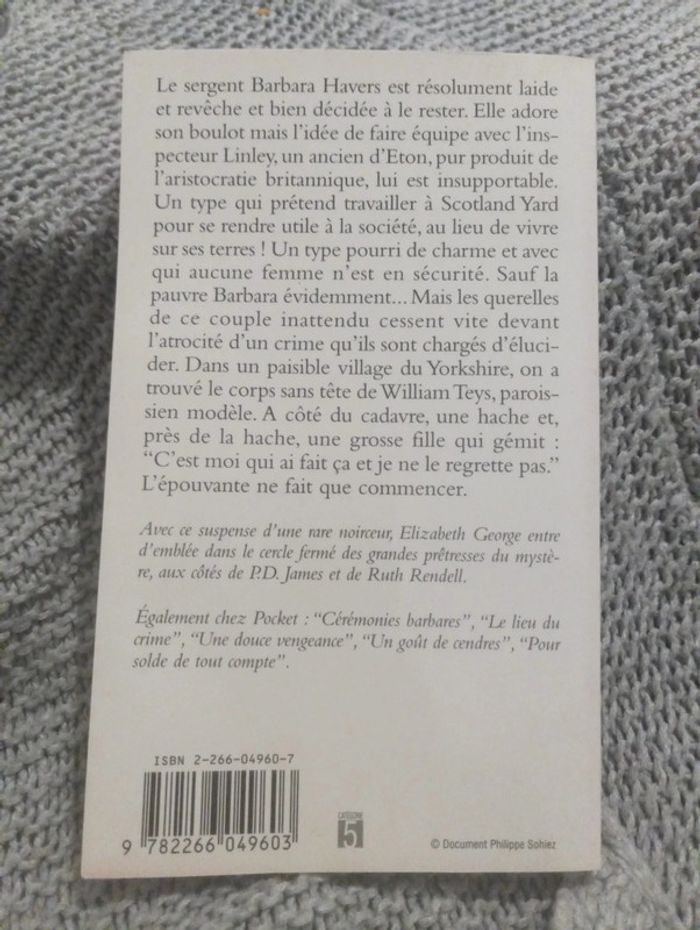 Le sergent Barbara Havers est résolument laide
et revêche et bien décidée à le rester. Elle adore
son boulot mais l'idée de faire équipe avec l'ins-
pecteur Linley, un ancien d'Eton, pur produit de
l'aristocratie britannique, lui est insupportable.
Un type qui prétend travailler à Scotland Yard
pour se rendre utile à la société, au lieu de vivre
sur ses terres ! Un type pourri de charme et avec
qui aucune femme n'est en sécurité. Sauf la
pauvre Barbara évidemment... Mais les querelles
de ce couple inattendu cessent vite devant
l'atrocité d'un crime qu'ils sont chargés d'éluci-
der. Dans un paisible village du Yorkshire, on a
trouvé le corps sans tête de William Teys, parois-
sien modèle. A côté du cadavre, une hache et,
près de la hache, une grosse fille qui gémit :
“C'est moi qui ai fait ça et je ne le regrette pas.”
L'épouvante ne fait que commencer.
Avec ce suspense d'une rare noirceur, Elizabeth George entre
d'emblée dans le cercle fermé des grandes prêtresses du mystè-
re, aux côtés de P.D. James et de Ruth Rendell.
Également chez Pocket : “Cérémonies barbares”, “Le lieu du
crime”, “Une douce vengeance”, “Un goût de cendres”, “Pour
solde de tout compte”.
ISBN 2-266-04960-7
9 782266 049603
CATÉGORIE
5
© Document Philippe Sohiez